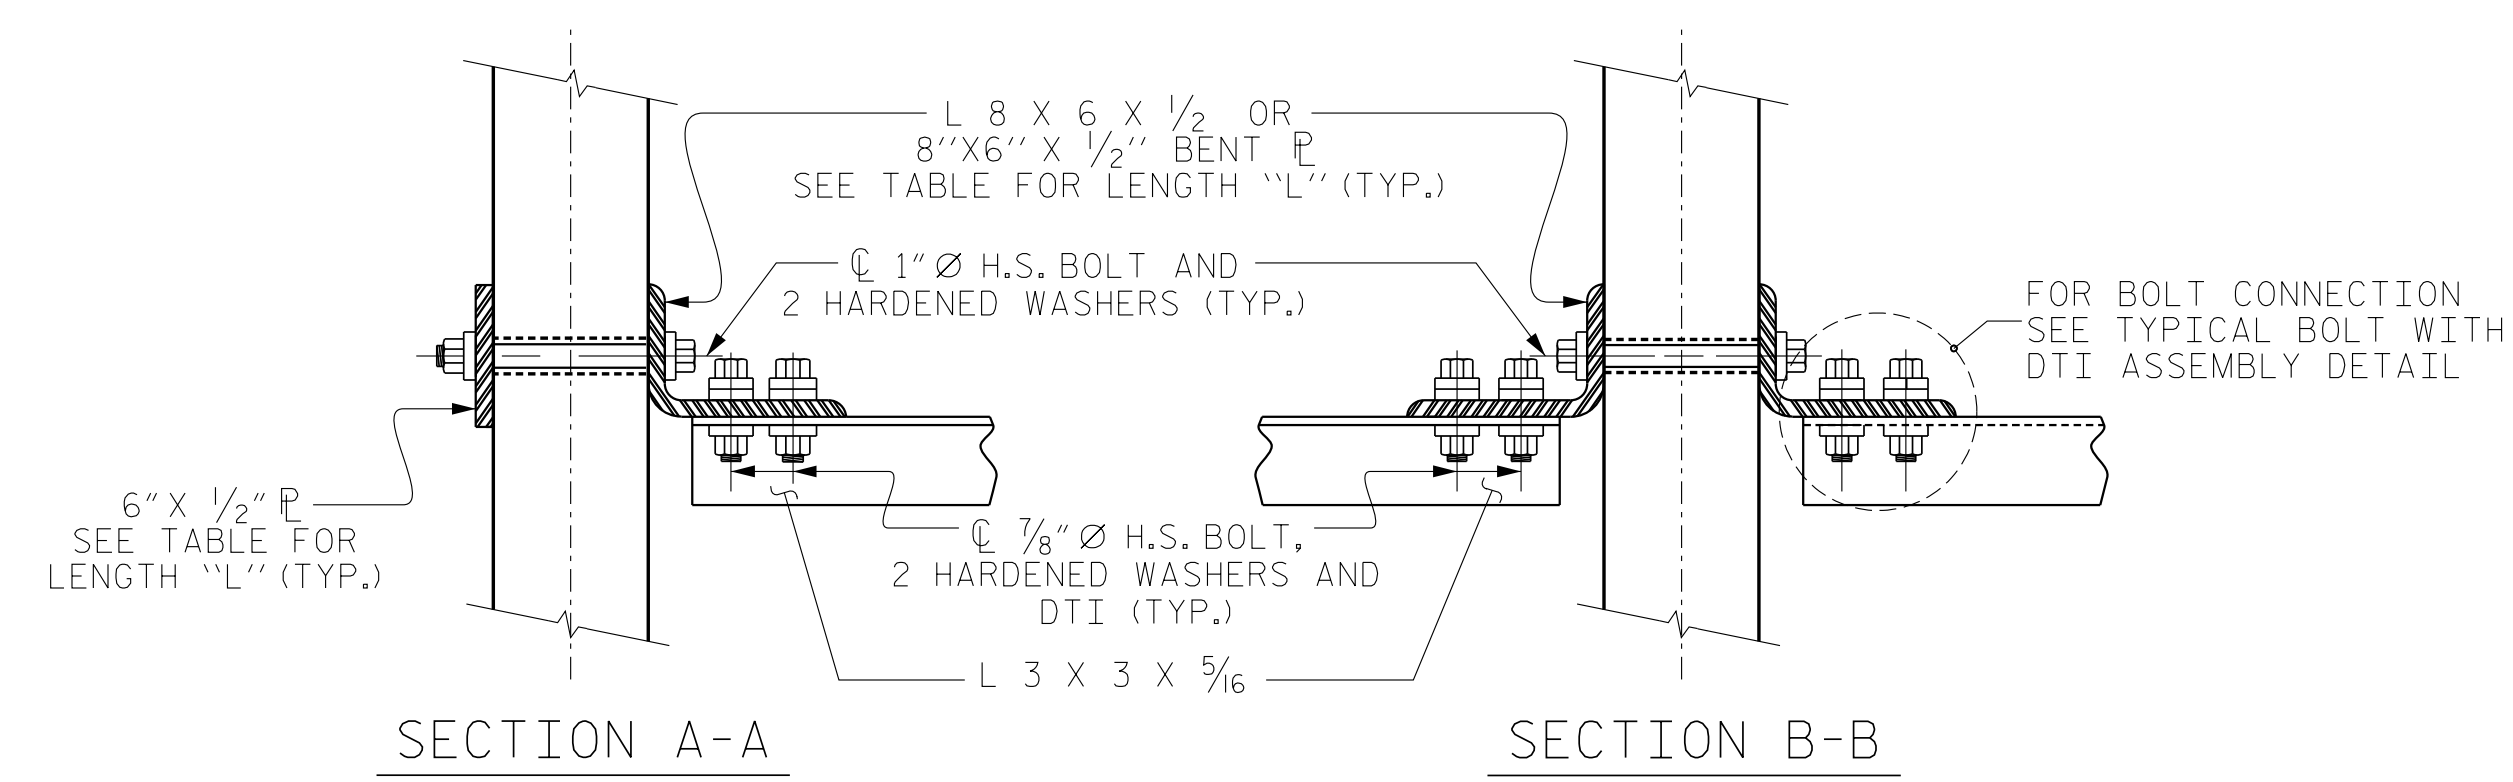 L 8 X 6 X 1/2 OR
8"X6" X 1/2" BENT ⅊
SEE TABLE FOR LENGTH "L" (TYP.)
℄ 1"Ø H.S.BOLT AND
2 HARDENED WASHERS (TYP.)
FOR BOLT CONNECTION
SEE TYPICAL BOLT WITH
DTI ASSEMBLY DETAIL
6"X 1/2" ⅊
SEE TABLE FOR
LENGTH "L" (TYP.)
℄ 7/8"Ø H.S.BOLT,
2 HARDENED WASHERS AND
DTI (TYP.)
L 3 X 3 X 5/16
SECTION A-A
SECTION B-B